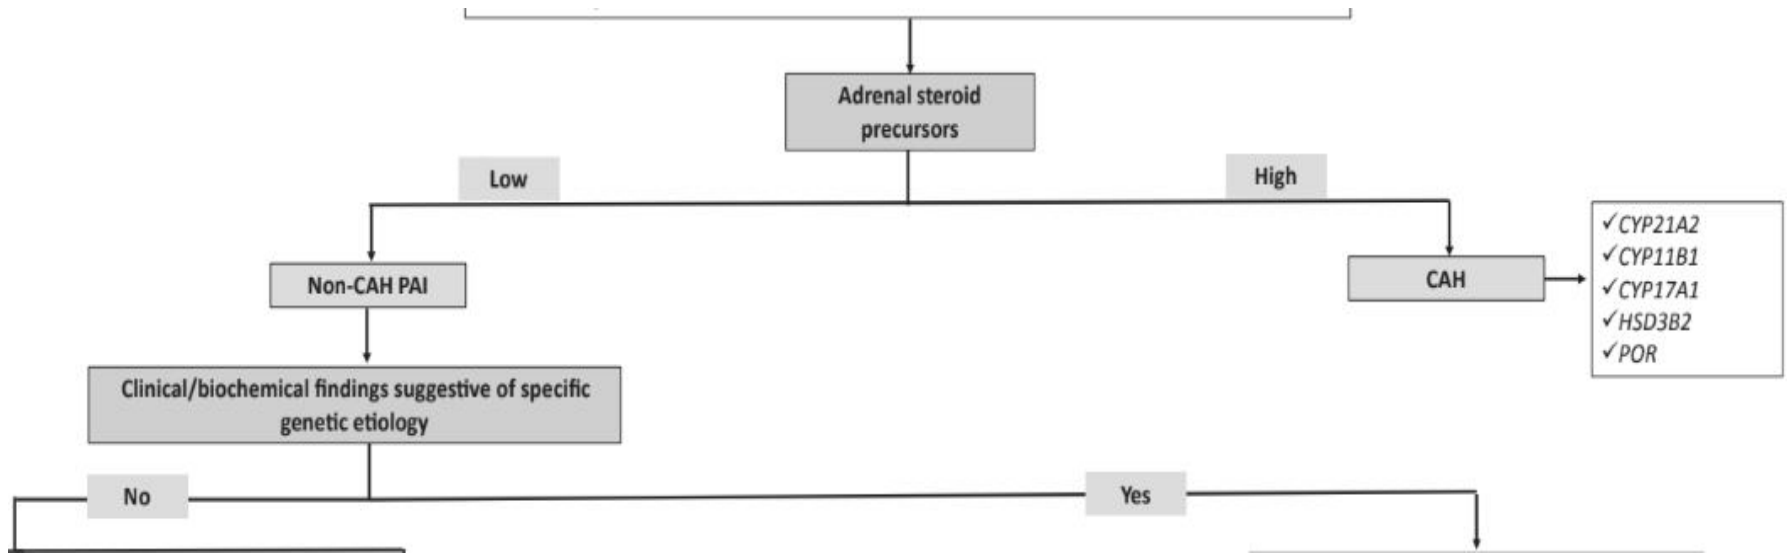 Adrenal steroid
precursors
Low
High
✓CYP21A2
✓CYP11B1
✓CYP17A1
✓HSD3B2
✓POR
Non-CAH PAI
CAH
Clinical/biochemical findings suggestive of specific
genetic etiology
No
Yes